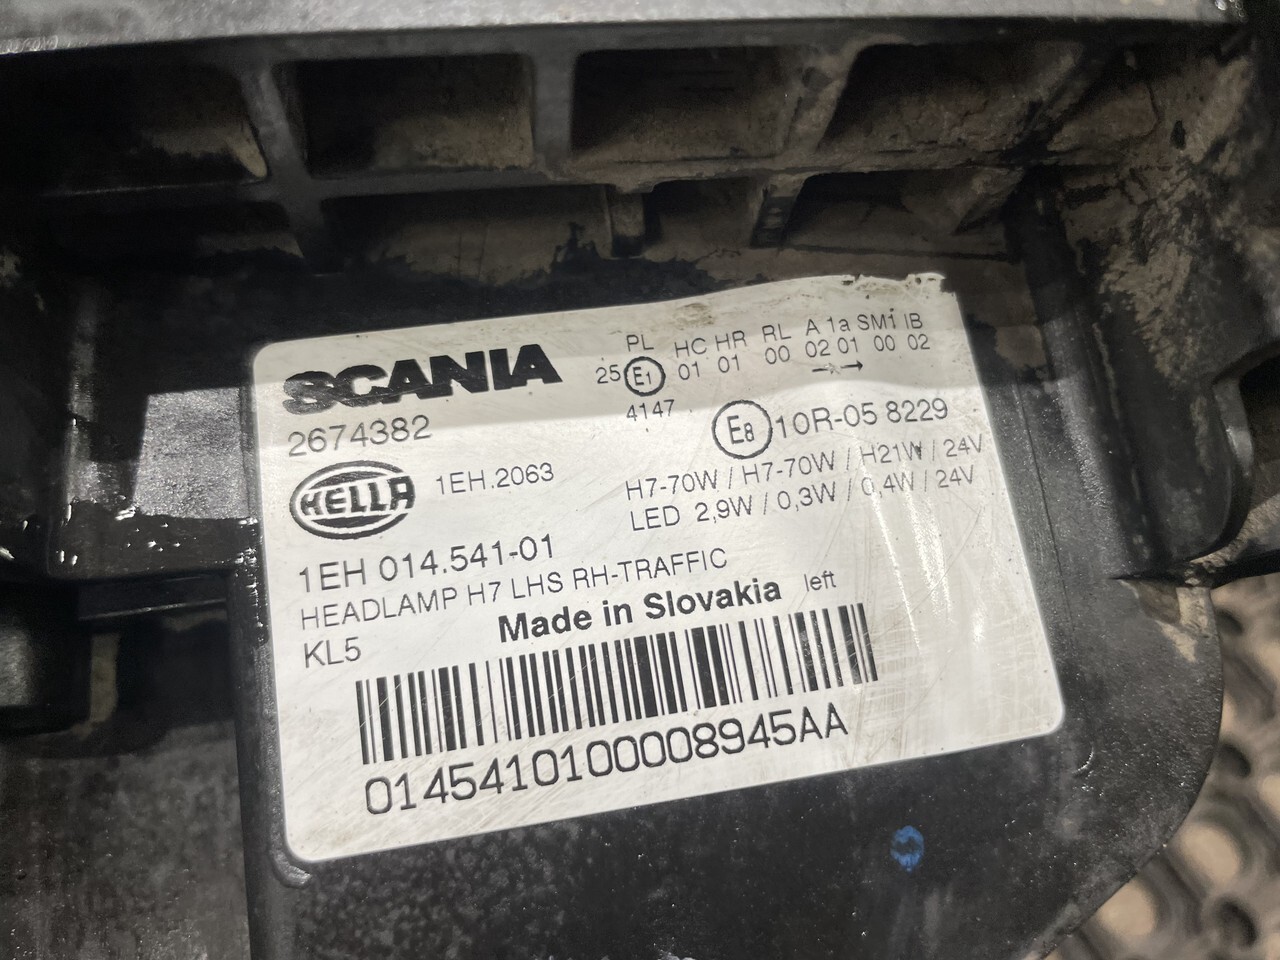 SCANIA
2674382
HELLA 1EH.2063
1EH 014.541-01
HEADLAMP H7 LHS RH-TRAFFIC
KL5
Made in Slovakia left
PL HC HR RL A 1a SM1 IB
25 E1 01 01 00 02 01 00 02
4147
E8 10R-05 8229
H7-70W / H7-70W / H21W / 24V
LED 2,9W / 0,3W / 0,4W / 24V
0145410100008945AA